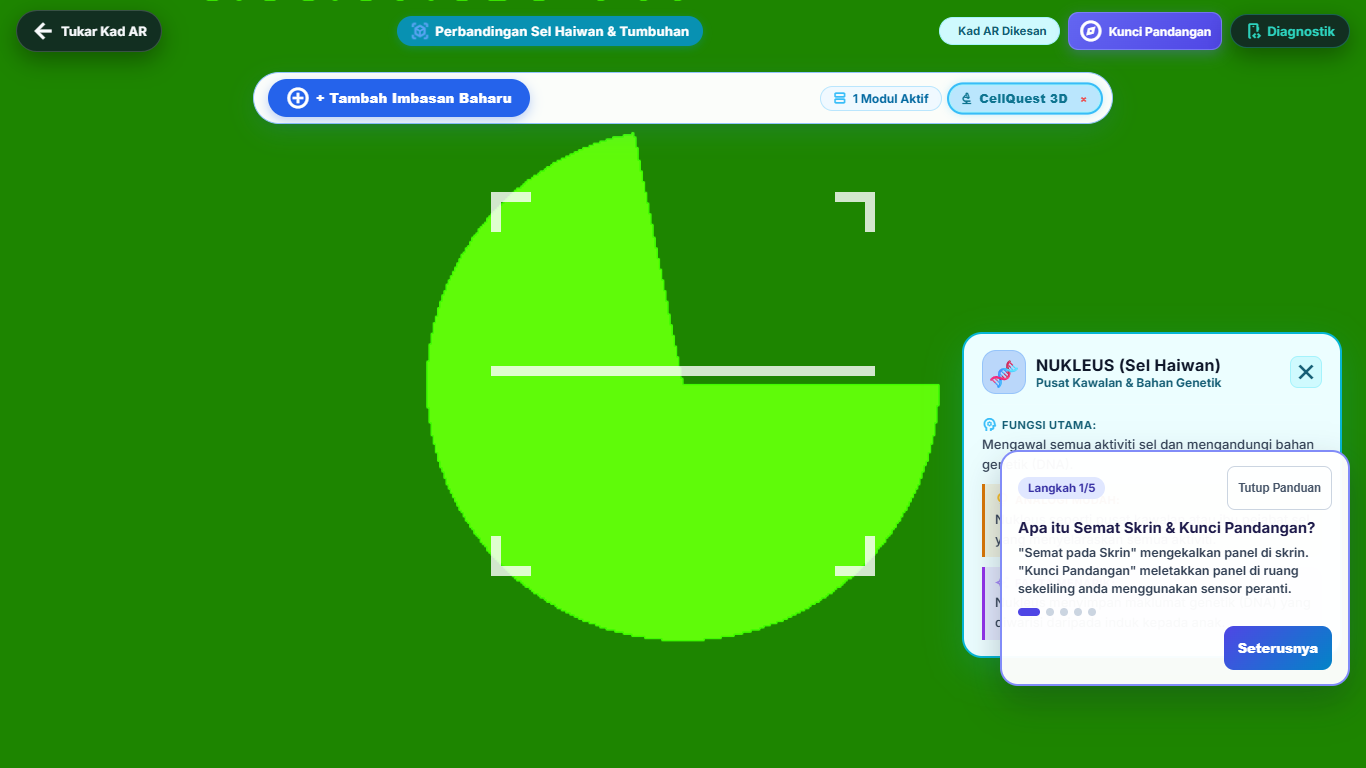 Tukar Kad AR
Perbandingan Sel Haiwan & Tumbuhan
Kad AR Dikesan
Kunci Pandangan
Diagnostik
+ Tambah Imbasan Baharu
1 Modul Aktif
CellQuest 3D ×
NUKLEUS (Sel Haiwan)
Pusat Kawalan & Bahan Genetik
FUNGSI UTAMA:
Mengawal semua aktiviti sel dan mengandungi bahan
Langkah 1/5
Tutup Panduan
Apa itu Semat Skrin & Kunci Pandangan?
"Semat pada Skrin" mengekalkan panel di skrin.
"Kunci Pandangan" meletakkan panel di ruang
sekeliling anda menggunakan sensor peranti.
Seterusnya